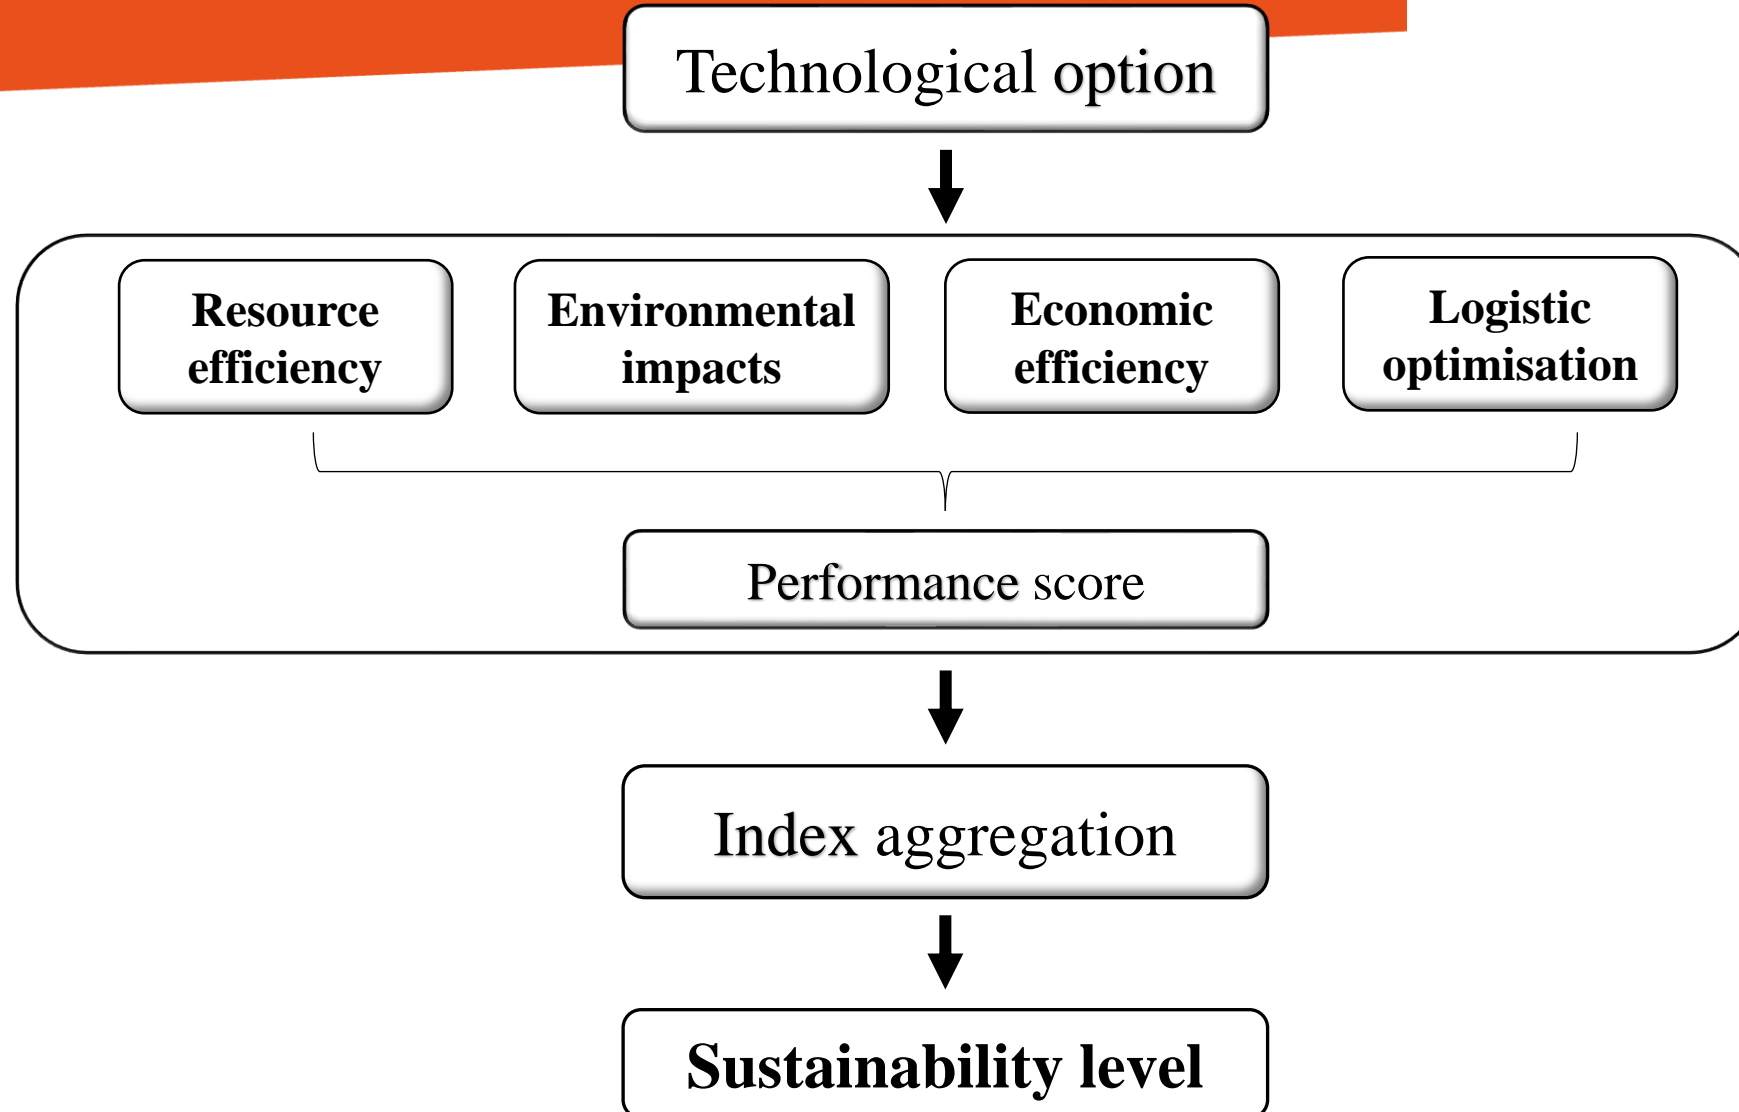 Technological option
Resource
efficiency
Environmental
impacts
Economic
efficiency
Logistic
optimisation
Performance score
Index aggregation
Sustainability level